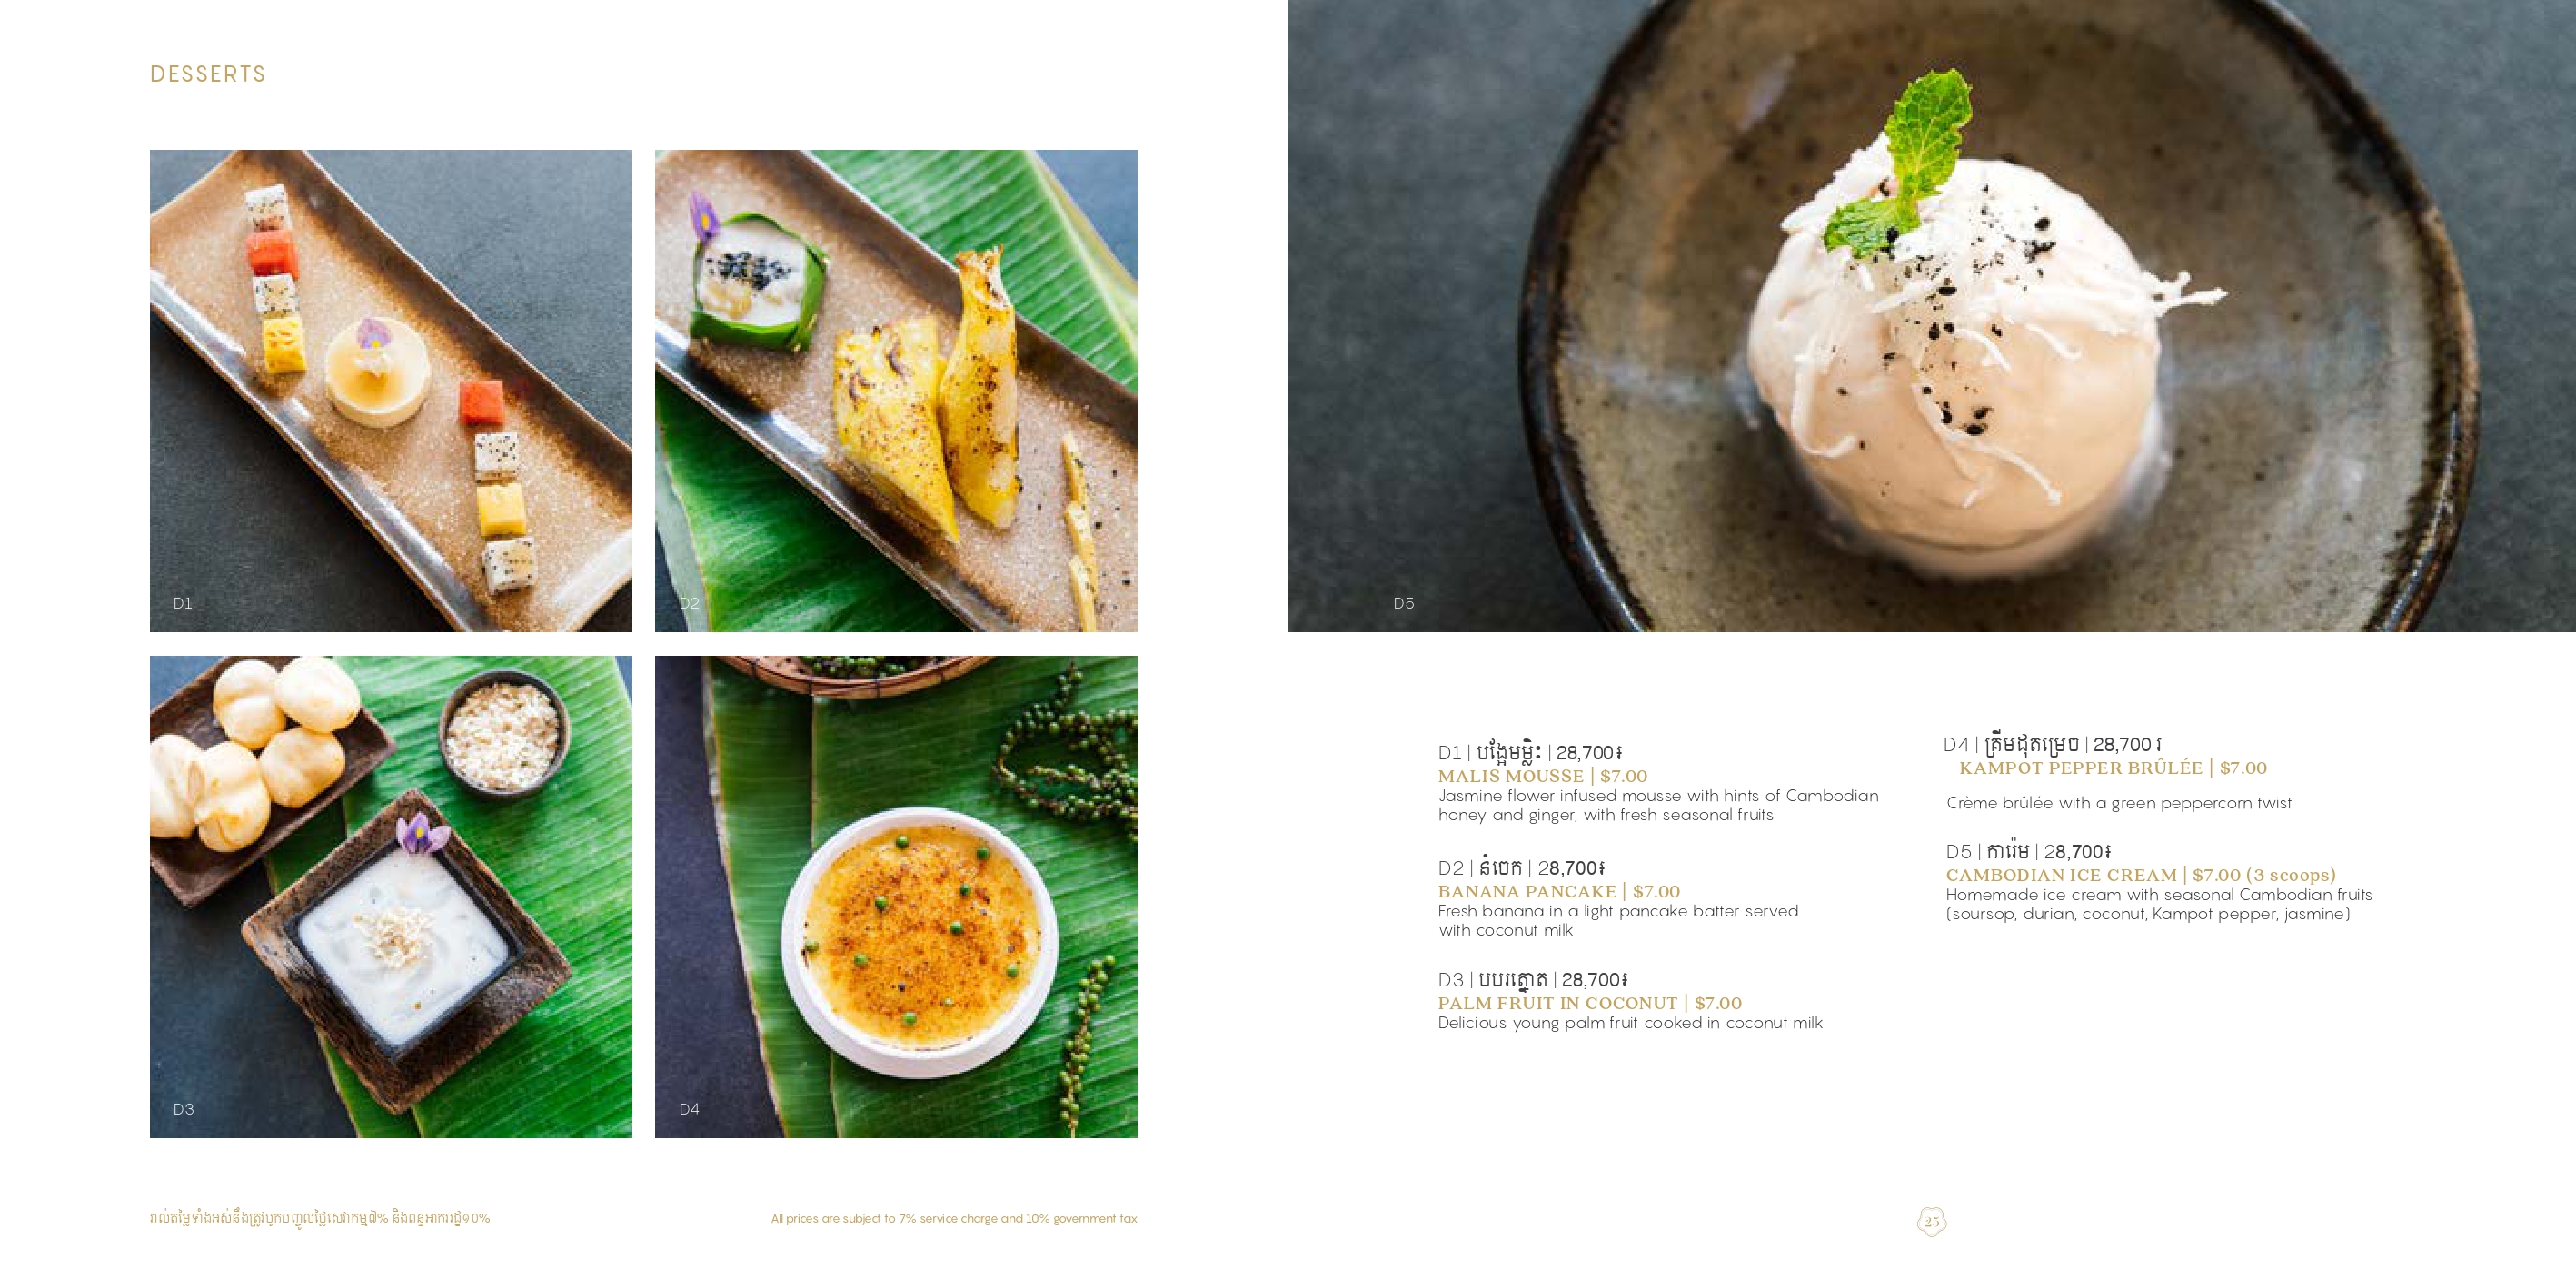 DESSERTS
D1
D2
D3
D4
រាល់តម្លៃទាំងអស់នឹងត្រូវបូកបញ្ចូលថ្លៃសេវាកម្ម៧% និងពន្ធអាករដ្ឋ១០%
All prices are subject to 7% service charge and 10% government tax
D5
D1 | បង្អែមម្លិះ | 28,700៛
MALIS MOUSSE | $7.00
Jasmine flower infused mousse with hints of Cambodian
honey and ginger, with fresh seasonal fruits
D2 | នំចេក | 28,700៛
BANANA PANCAKE | $7.00
Fresh banana in a light pancake batter served
with coconut milk
D3 | បបរត្នោត | 28,700៛
PALM FRUIT IN COCONUT | $7.00
Delicious young palm fruit cooked in coconut milk
D4 | គ្រីមដុតម្រេច | 28,700 រ
KAMPOT PEPPER BRÛLÉE | $7.00
Crème brûlée with a green peppercorn twist
D5 | ការ៉េម | 28,700៛
CAMBODIAN ICE CREAM | $7.00 (3 scoops)
Homemade ice cream with seasonal Cambodian fruits
(soursop, durian, coconut, Kampot pepper, jasmine)
25